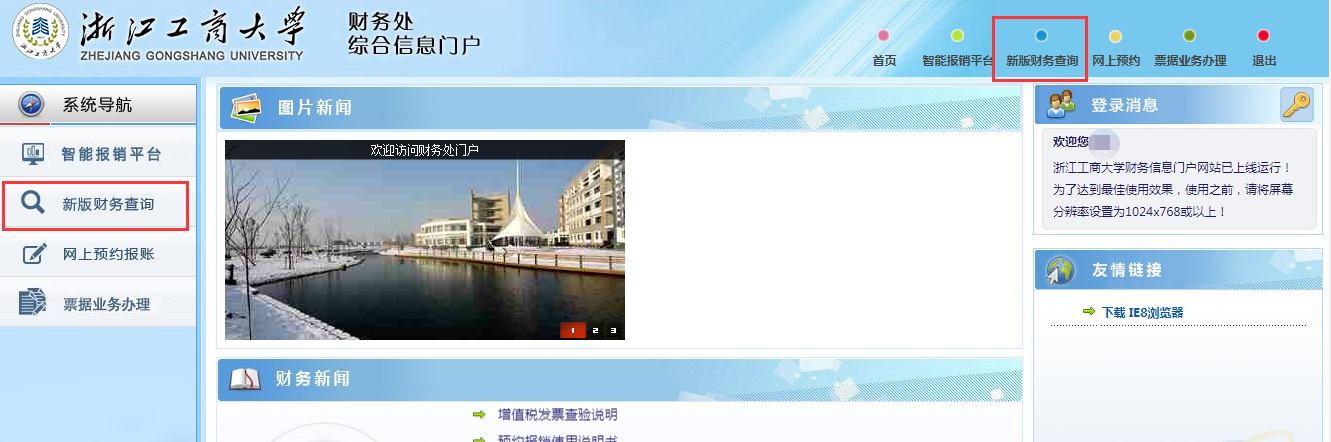 浙江工商大学
ZHEJIANG GONGSHANG UNIVERSITY
财务处
综合信息门户
首页
智能报销平台
新版财务查询
网上预约
票据业务办理
退出
系统导航
智能报销平台
新版财务查询
网上预约报账
票据业务办理
图片新闻
欢迎访问财务处门户
1 2 3
财务新闻
增值税发票查验说明
预约报销使用说明书
登录消息
欢迎您
浙江工商大学财务信息门户网站已上线运行！
为了达到最佳使用效果，使用之前，请将屏幕
分辨率设置为1024x768或以上！
友情链接
下载 IE8浏览器